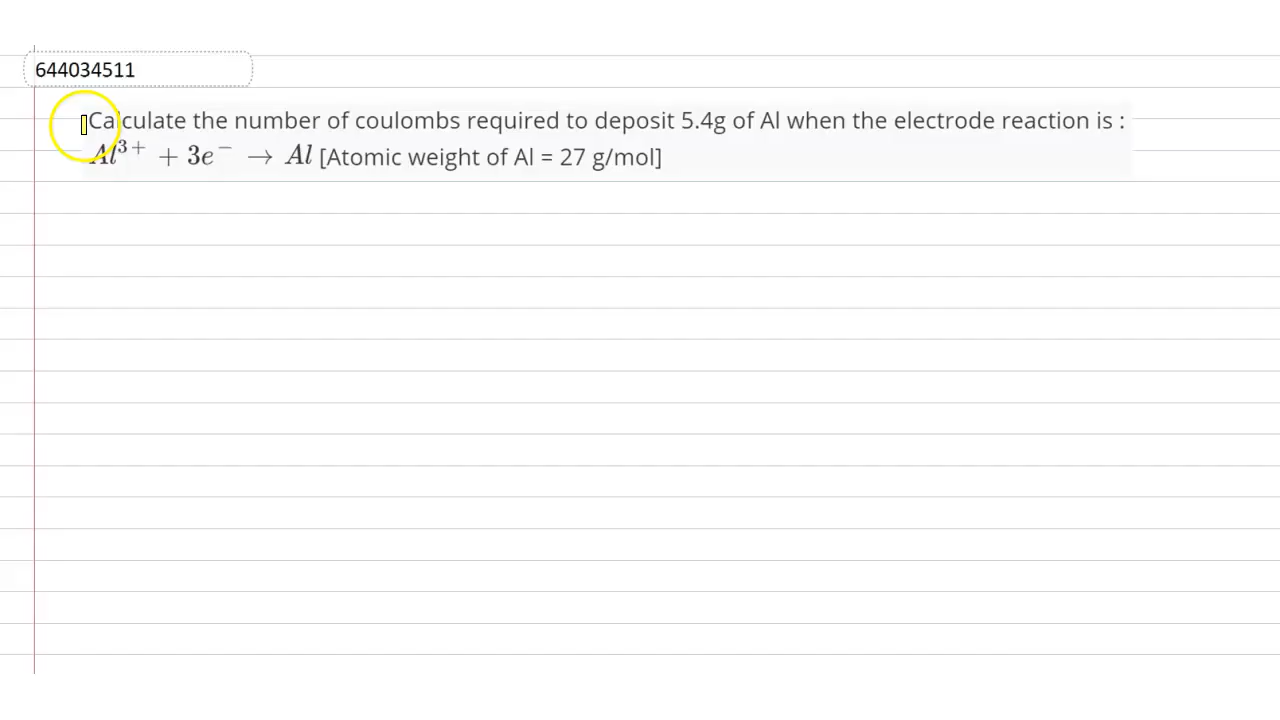 644034511
Calculate the number of coulombs required to deposit 5.4g of Al when the electrode reaction is :
Al³⁺ + 3e⁻ → Al [Atomic weight of Al = 27 g/mol]